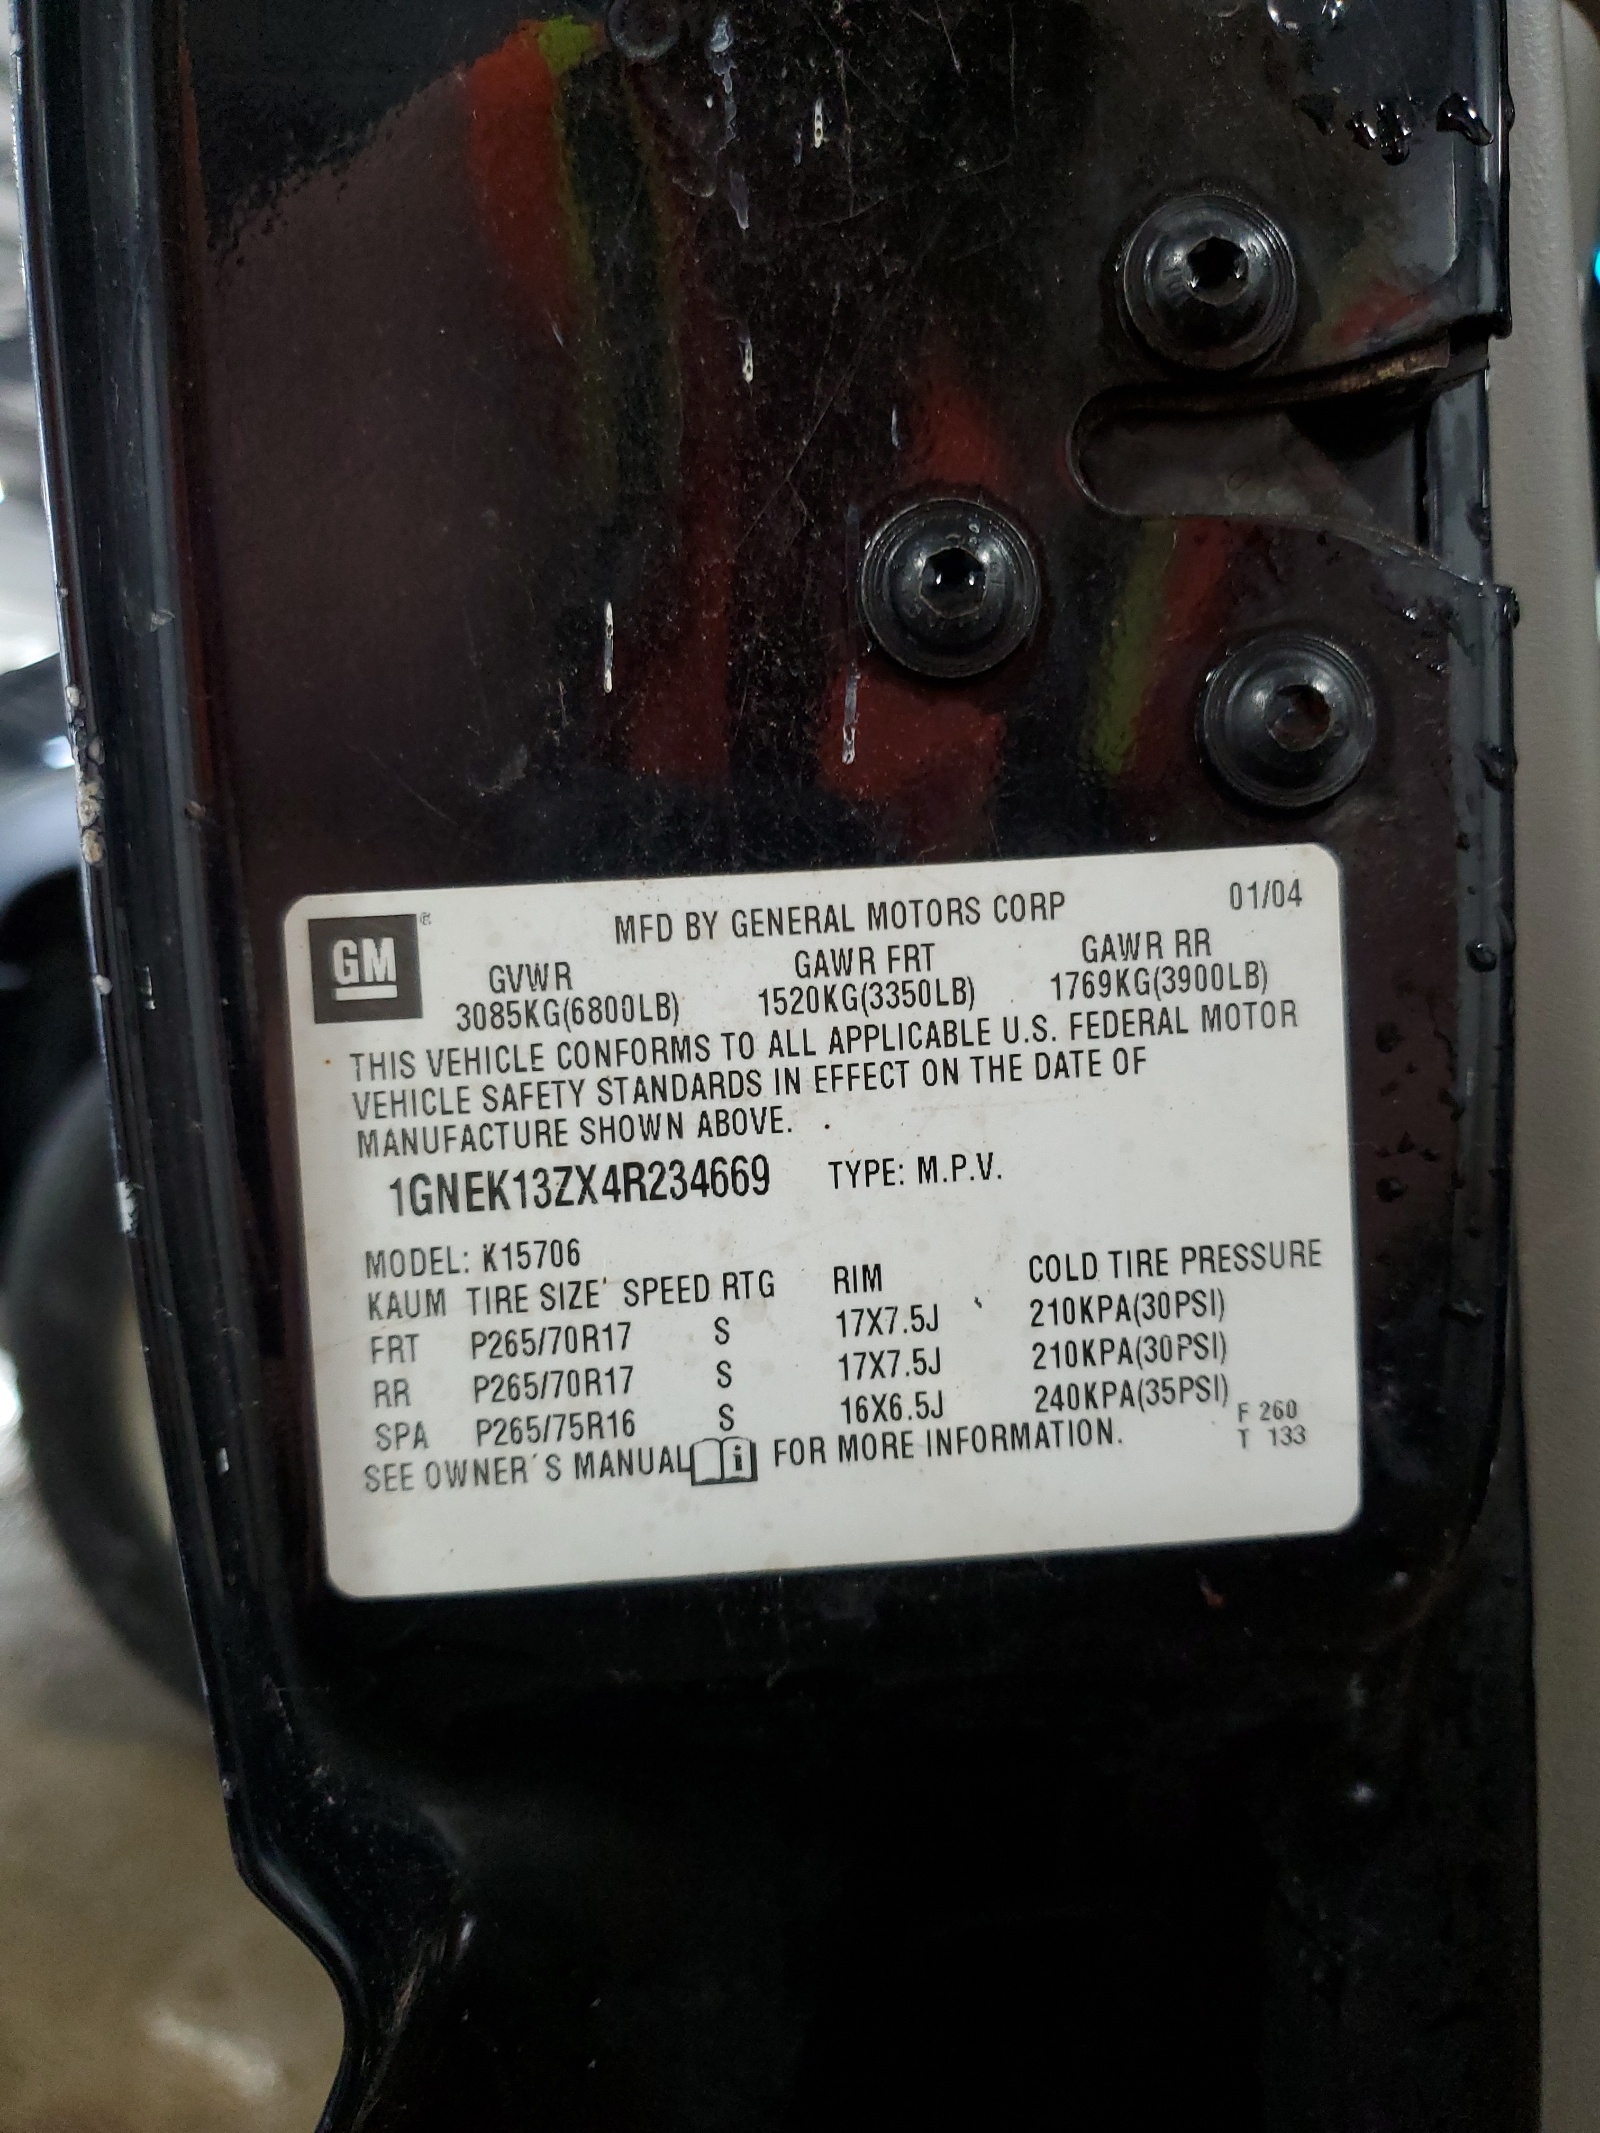 GM ® MFD BY GENERAL MOTORS CORP 01/04
GVWR GAWR FRT GAWR RR
3085KG(6800LB) 1520KG(3350LB) 1769KG(3900LB)
THIS VEHICLE CONFORMS TO ALL APPLICABLE U.S. FEDERAL MOTOR
VEHICLE SAFETY STANDARDS IN EFFECT ON THE DATE OF
MANUFACTURE SHOWN ABOVE.
1GNEK13ZX4R234669 TYPE: M.P.V.
MODEL: K15706
KAUM TIRE SIZE SPEED RTG RIM COLD TIRE PRESSURE
FRT P265/70R17 S 17X7.5J 210KPA(30PSI)
RR P265/70R17 S 17X7.5J 210KPA(30PSI)
SPA P265/75R16 S 16X6.5J 240KPA(35PSI)
SEE OWNER'S MANUAL i FOR MORE INFORMATION.
F 260
T 133